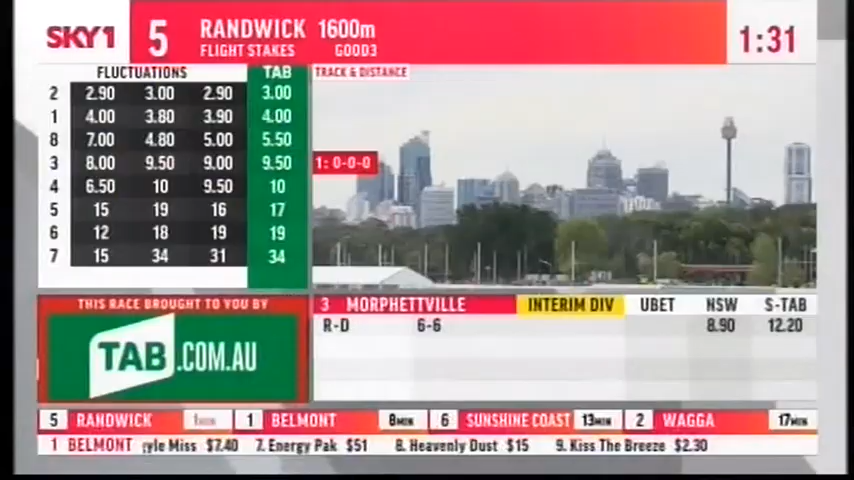 SKY1
5 RANDWICK 1600m 1:31
FLIGHT STAKES GOOD3
FLUCTUATIONS TAB
TRACK & DISTANCE
2 2.90 3.00 2.90 3.00
1 4.00 3.80 3.90 4.00
8 7.00 4.80 5.00 5.50
3 8.00 9.50 9.00 9.50
1: 0-0-0
4 6.50 10 9.50 10
5 15 19 16 17
6 12 18 19 19
7 15 34 31 34
THIS RACE BROUGHT TO YOU BY
TAB.COM.AU
3 MORPHETTVILLE INTERIM DIV UBET NSW S-TAB
R-D 6-6 8.90 12.20
5 RANDWICK 1MIN 1 BELMONT 8MIN 6 SUNSHINE COAST 13MIN 2 WAGGA 17MIN
1 BELMONT yle Miss $7.40 7. Energy Pak $51 8. Heavenly Dust $15 9. Kiss The Breeze $2.30